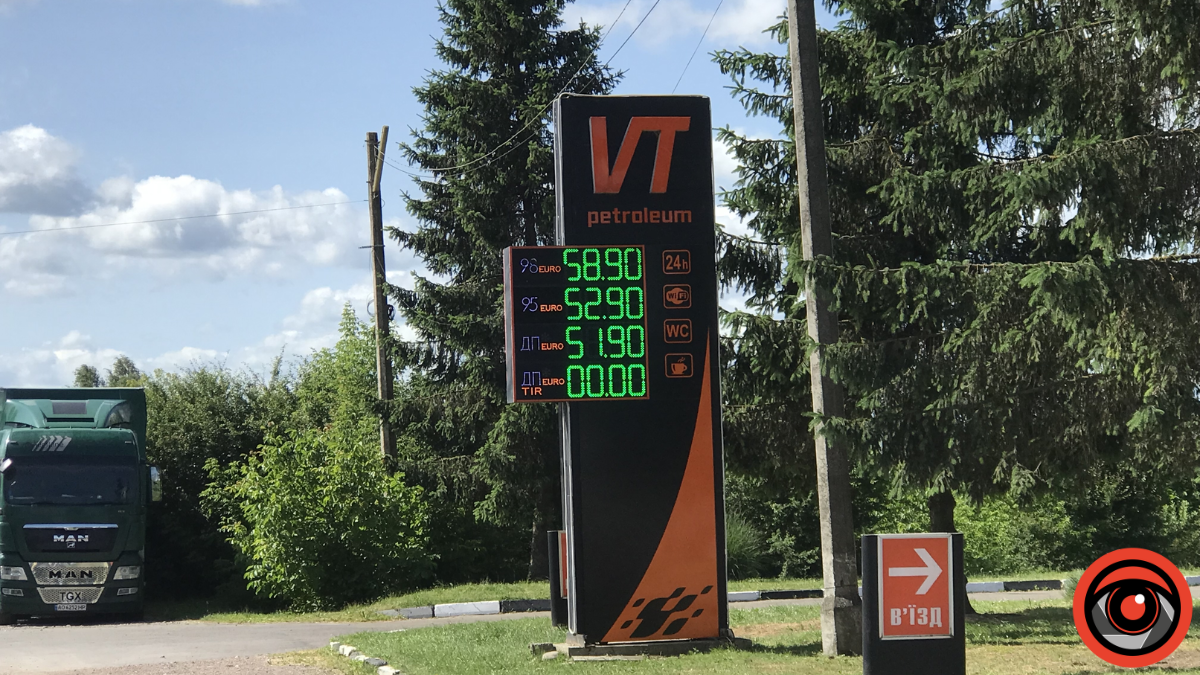 VT
petroleum
98 EURO 58.90
95 EURO 52.90
ДП EURO 51.90
ДП TIR EURO 00.00
24h
WiFi
WC
MAN
MAN
TGX
В'ЇЗД